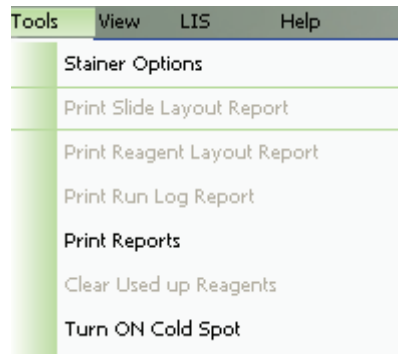 Tools View LIS Help
Stainer Options
Print Slide Layout Report
Print Reagent Layout Report
Print Run Log Report
Print Reports
Clear Used up Reagents
Turn ON Cold Spot